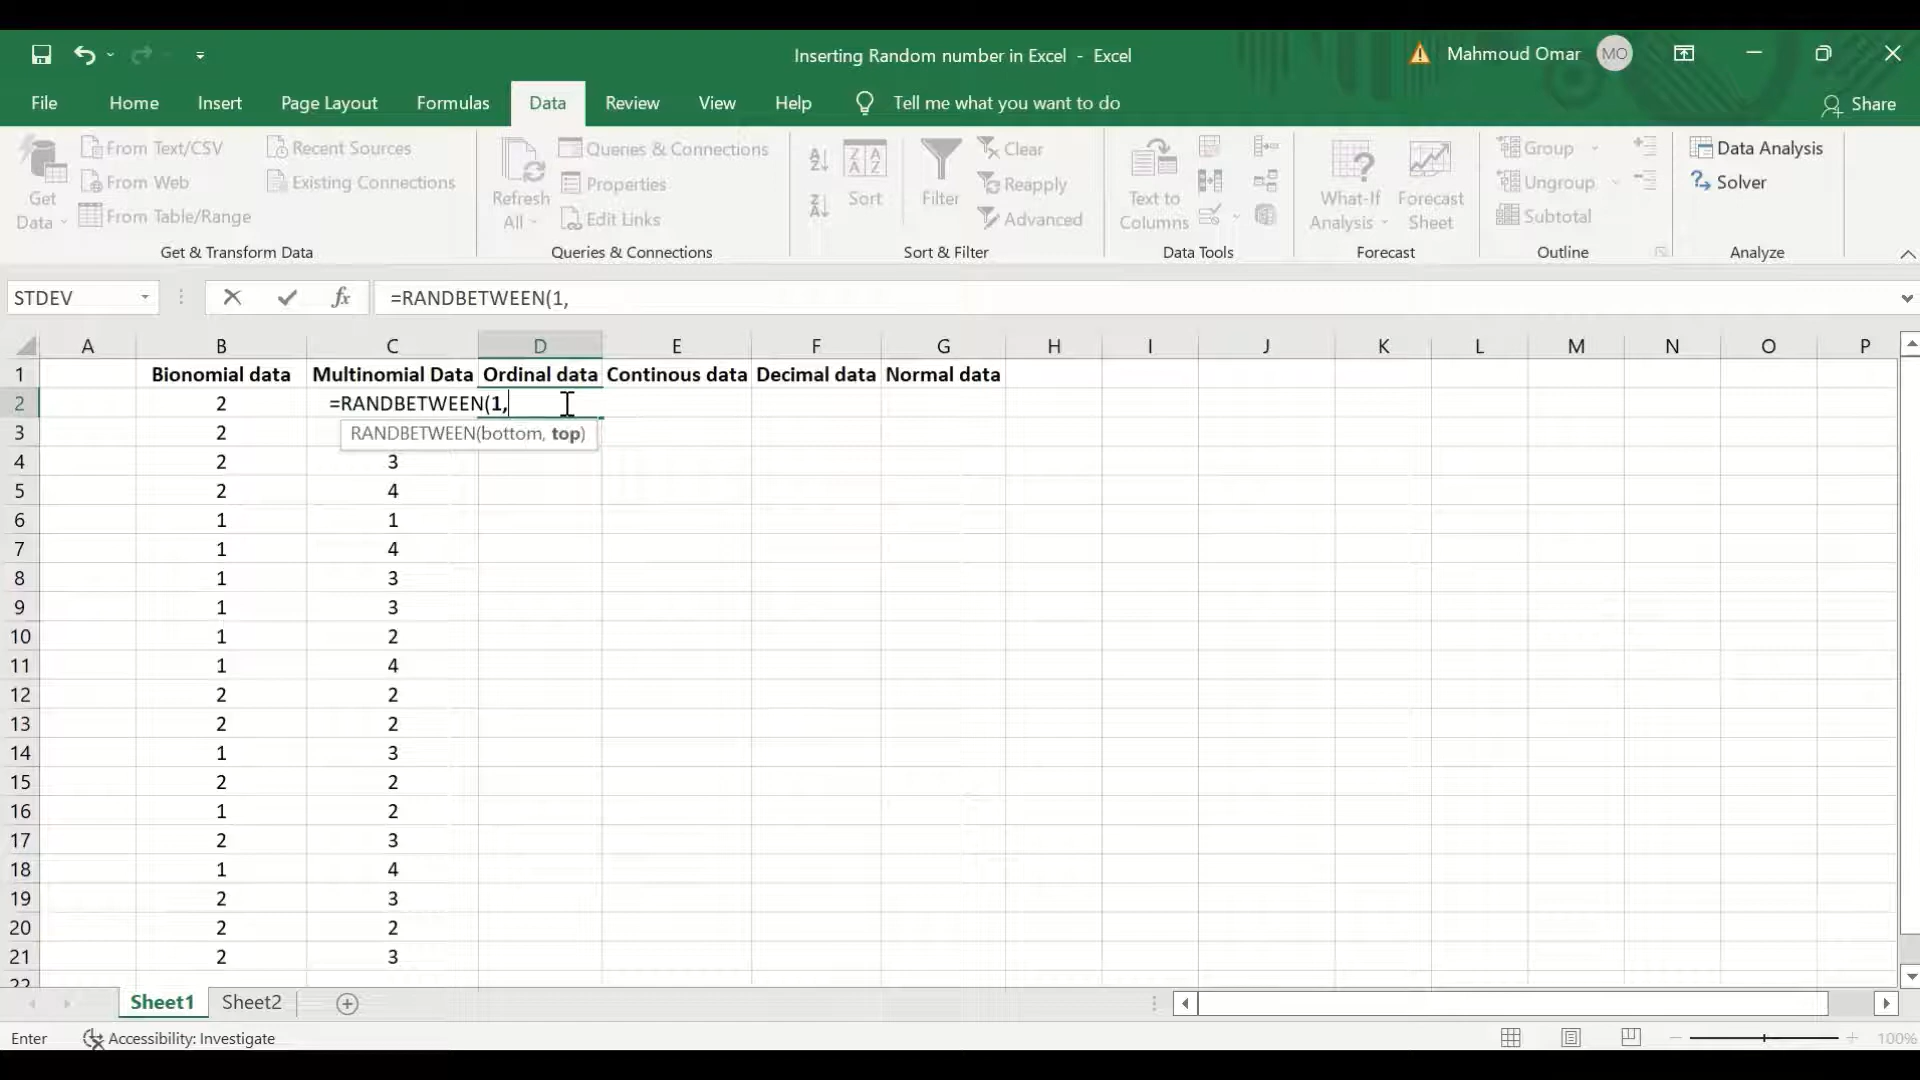 Inserting Random number in Excel - Excel
Mahmoud Omar MO
File Home Insert Page Layout Formulas Data Review View Help Tell me what you want to do Share
Get Data
From Text/CSV
From Web
From Table/Range
Recent Sources
Existing Connections
Get & Transform Data
Refresh All
Queries & Connections
Properties
Edit Links
Queries & Connections
Sort
Filter
Clear
Reapply
Advanced
Sort & Filter
Text to Columns
Data Tools
What-If Analysis
Forecast Sheet
Forecast
Group
Ungroup
Subtotal
Outline
Data Analysis
Solver
Analyze
STDEV fx =RANDBETWEEN(1,
A B C D E F G H I J K L M N O P
1 Bionomial data Multinomial Data Ordinal data Continous data Decimal data Normal data
2 2 =RANDBETWEEN(1,
3 2 RANDBETWEEN(bottom, top)
4 2 3
5 2 4
6 1 1
7 1 4
8 1 3
9 1 3
10 1 2
11 1 4
12 2 2
13 2 2
14 1 3
15 2 2
16 1 2
17 2 3
18 1 4
19 2 3
20 2 2
21 2 3
22
Sheet1 Sheet2
Enter Accessibility: Investigate 100%